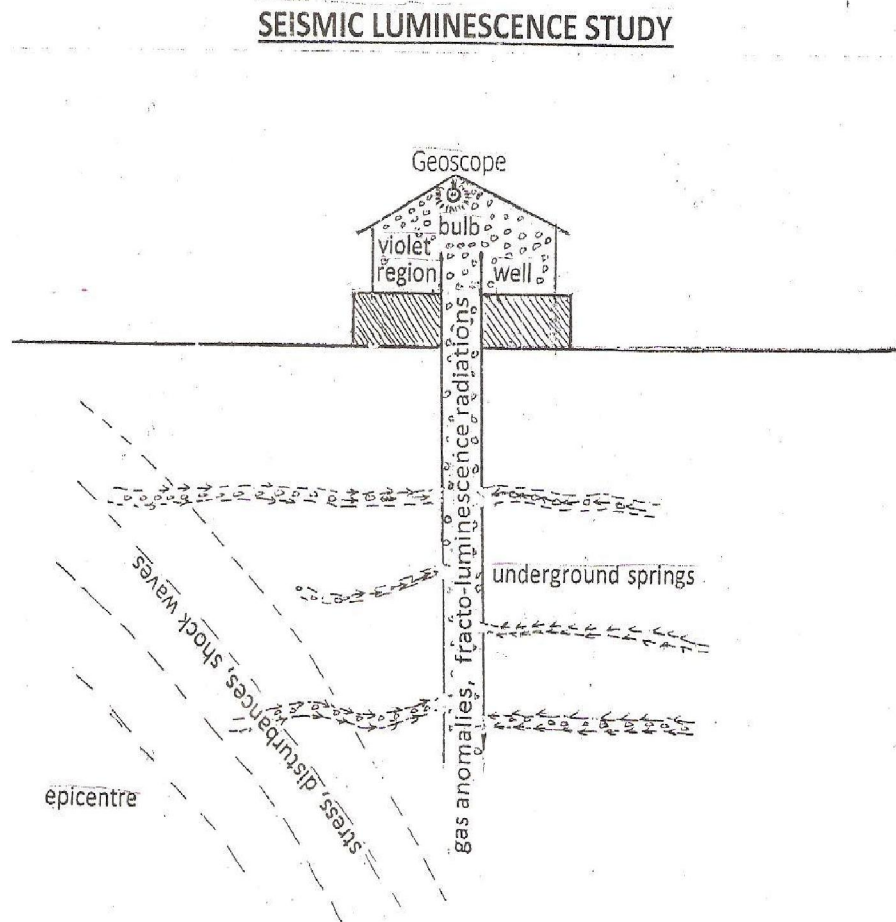 SEISMIC LUMINESCENCE STUDY
Geoscope
bulb
violet
region
well
gas anomalies, fracto-luminescence radiations
underground springs
stress, disturbances, shock waves
epicentre